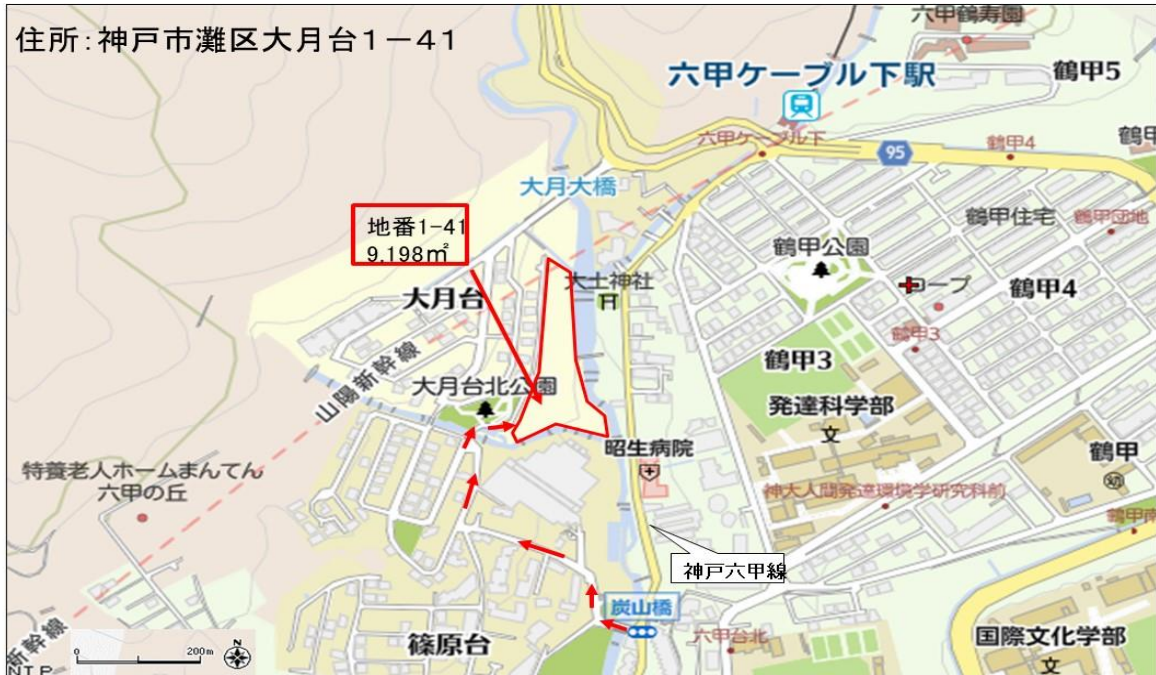 住所:神戸市灘区大月台1-41
六甲鶴寿園
六甲ケーブル下駅
鶴甲5
六甲ケーブル下
95
鶴甲4
鶴甲
大月大橋
地番1-41
9.198㎡
鶴甲住宅
鶴甲団地
鶴甲公園
大土神社
コープ
鶴甲4
大月台
鶴甲3
鶴甲3
山陽新幹線
大月台北公園
発達科学部
文
昭生病院
鶴甲
幼
特養老人ホームまんてん
六甲の丘
神大人間発達環境学研究科前
鶴甲南
神戸六甲線
炭山橋
六甲台北
篠原台
国際文化学部
文
新幹線
0
200m
N